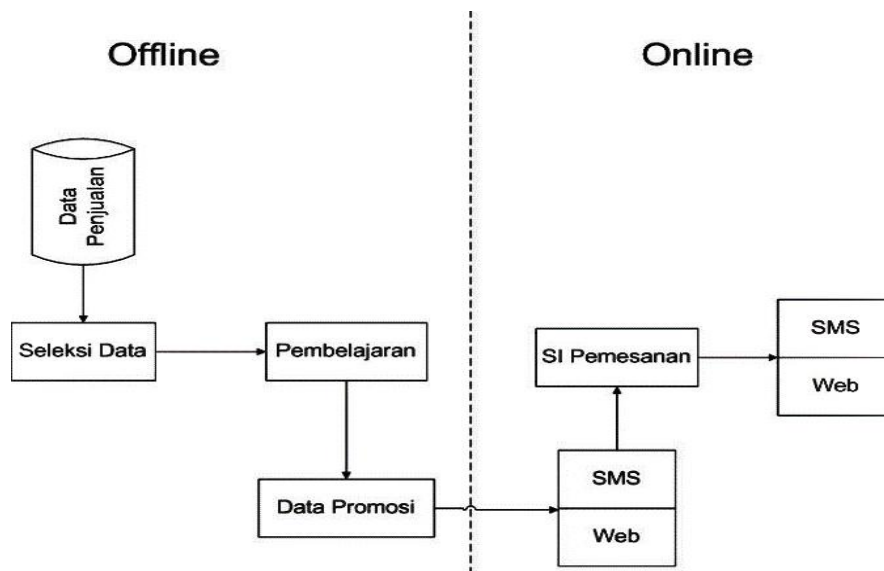 Offline
Online
Data
Penjualan
Seleksi Data
Pembelajaran
Data Promosi
SMS
Web
SI Pemesanan
SMS
Web